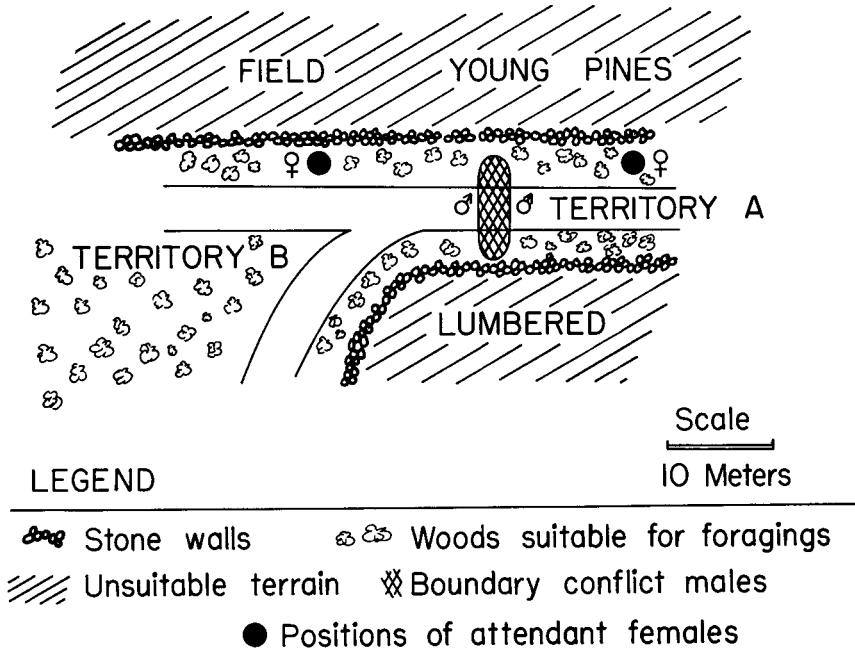 FIELD YOUNG PINES
♀ ♀
♂ ♂ TERRITORY A
TERRITORY B
LUMBERED
Scale
10 Meters
LEGEND
Stone walls Woods suitable for foragings
Unsuitable terrain Boundary conflict males
Positions of attendant females